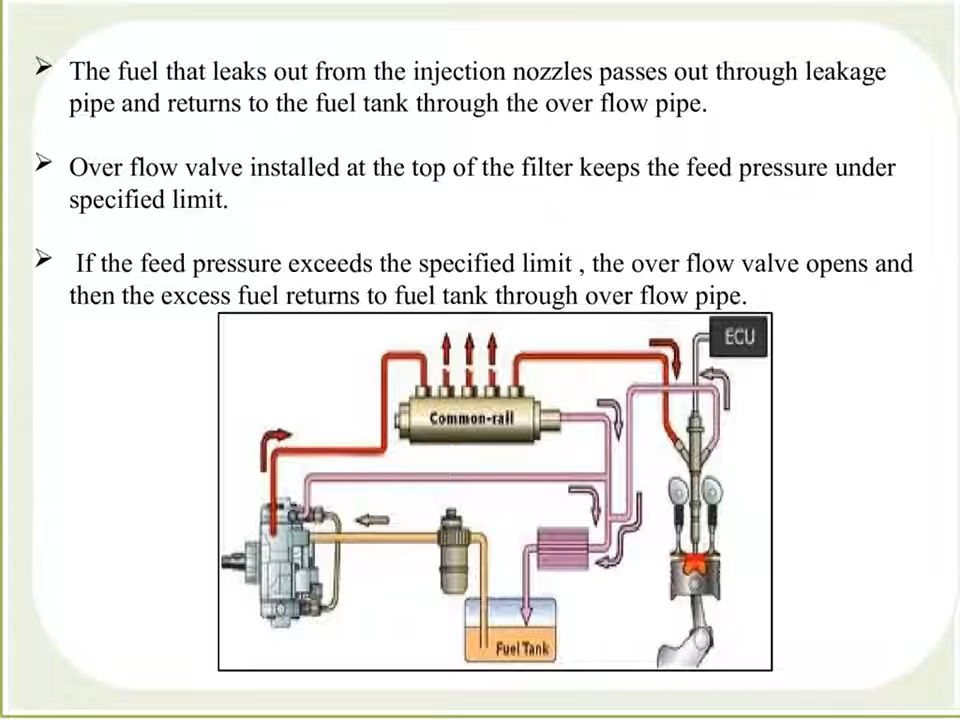 ➢ The fuel that leaks out from the injection nozzles passes out through leakage
pipe and returns to the fuel tank through the over flow pipe.
➢ Over flow valve installed at the top of the filter keeps the feed pressure under
specified limit.
➢ If the feed pressure exceeds the specified limit , the over flow valve opens and
then the excess fuel returns to fuel tank through over flow pipe.
ECU
Common-rail
Fuel Tank